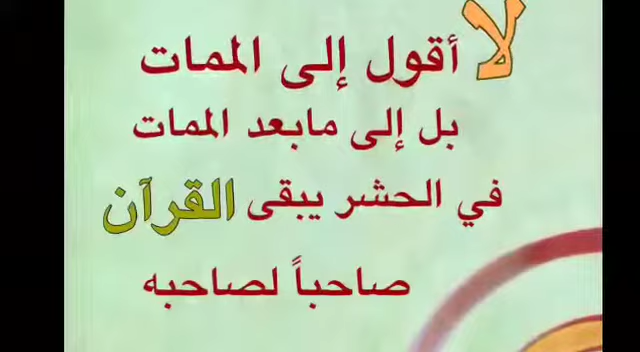 لا أقول إلى الممات
بل إلى مابعد الممات
في الحشر يبقى القرآن
صاحباً لصاحبه